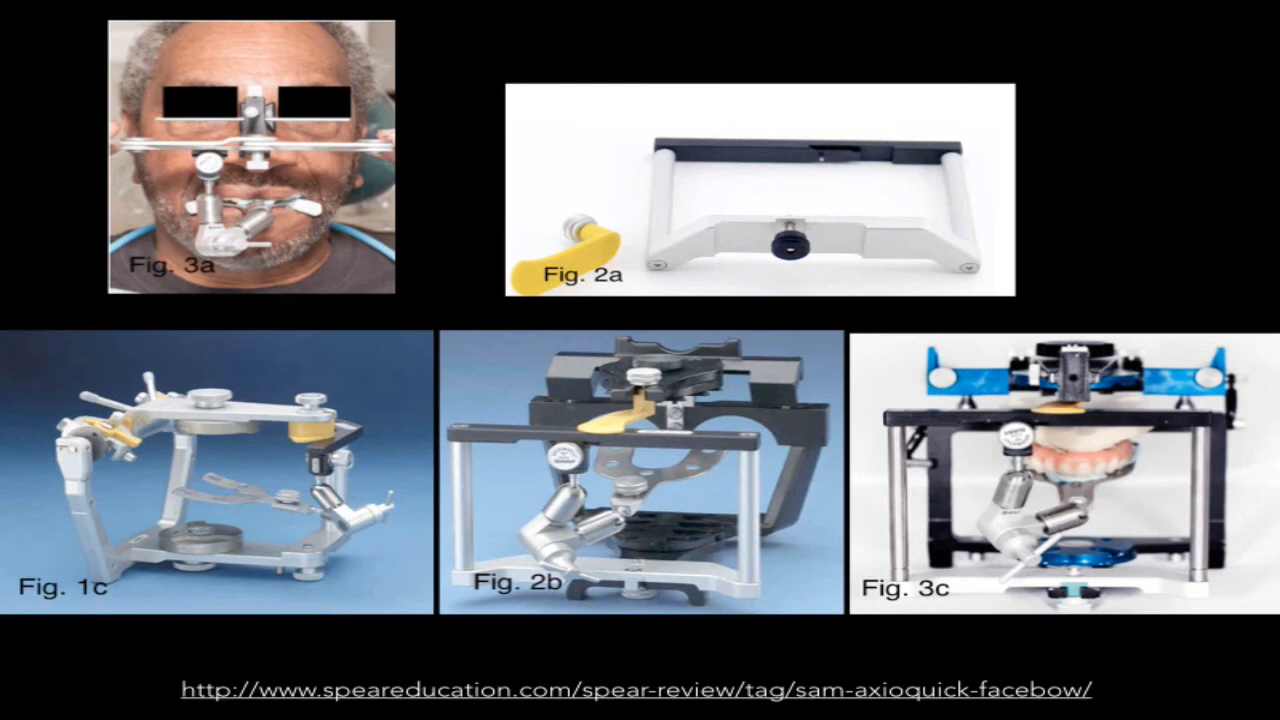 Fig. 3a
Fig. 2a
Fig. 1c
Fig. 2b
Fig. 3c
http://www.speareducation.com/spear-review/tag/sam-axioquick-facebow/